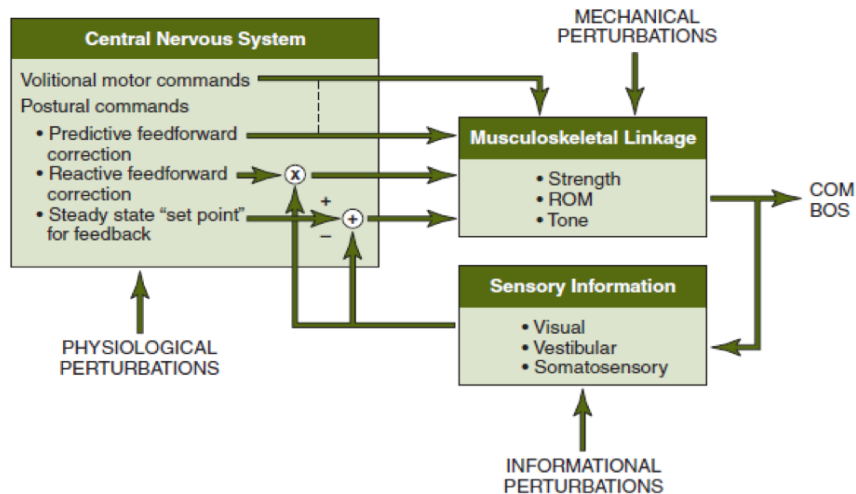 Central Nervous System
Volitional motor commands
Postural commands
• Predictive feedforward
correction
• Reactive feedforward
correction
• Steady state “set point”
for feedback
x
+
+
–
MECHANICAL
PERTURBATIONS
Musculoskeletal Linkage
• Strength
• ROM
• Tone
COM
BOS
Sensory Information
• Visual
• Vestibular
• Somatosensory
PHYSIOLOGICAL
PERTURBATIONS
INFORMATIONAL
PERTURBATIONS